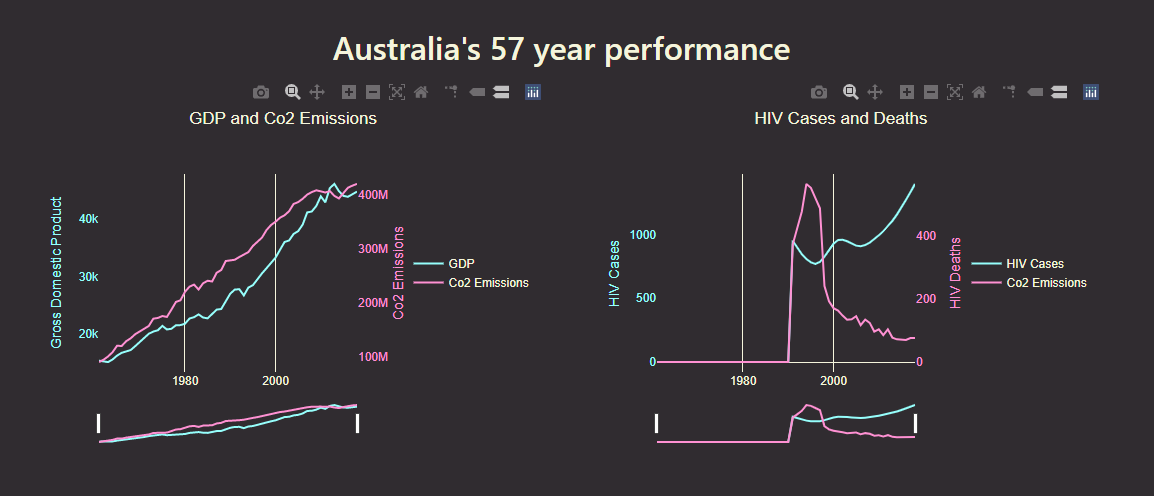 Australia's 57 year performance
GDP and Co2 Emissions
Gross Domestic Product
40k
30k
20k
400M
300M
200M
100M
Co2 Emissions
1980
2000
GDP
Co2 Emissions
HIV Cases and Deaths
HIV Cases
1000
500
0
400
200
0
HIV Deaths
1980
2000
HIV Cases
Co2 Emissions